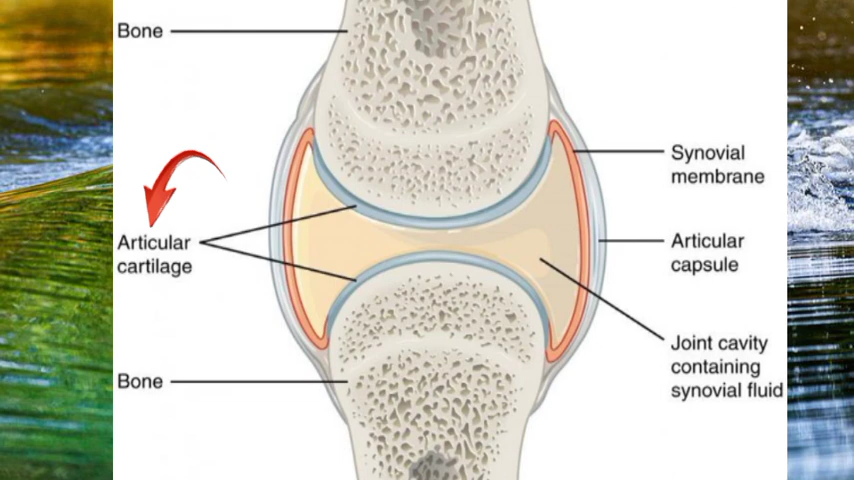 Bone
Articular
cartilage
Bone
Synovial
membrane
Articular
capsule
Joint cavity
containing
synovial fluid